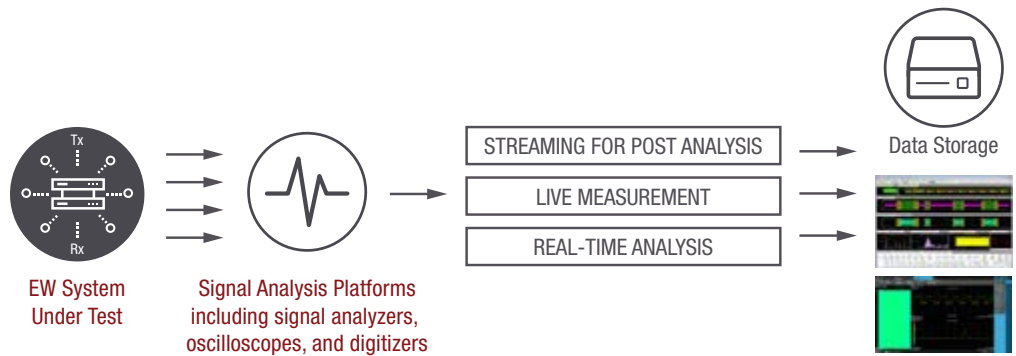 Tx
Rx
EW System
Under Test
Signal Analysis Platforms
including signal analyzers,
oscilloscopes, and digitizers
STREAMING FOR POST ANALYSIS
LIVE MEASUREMENT
REAL-TIME ANALYSIS
Data Storage